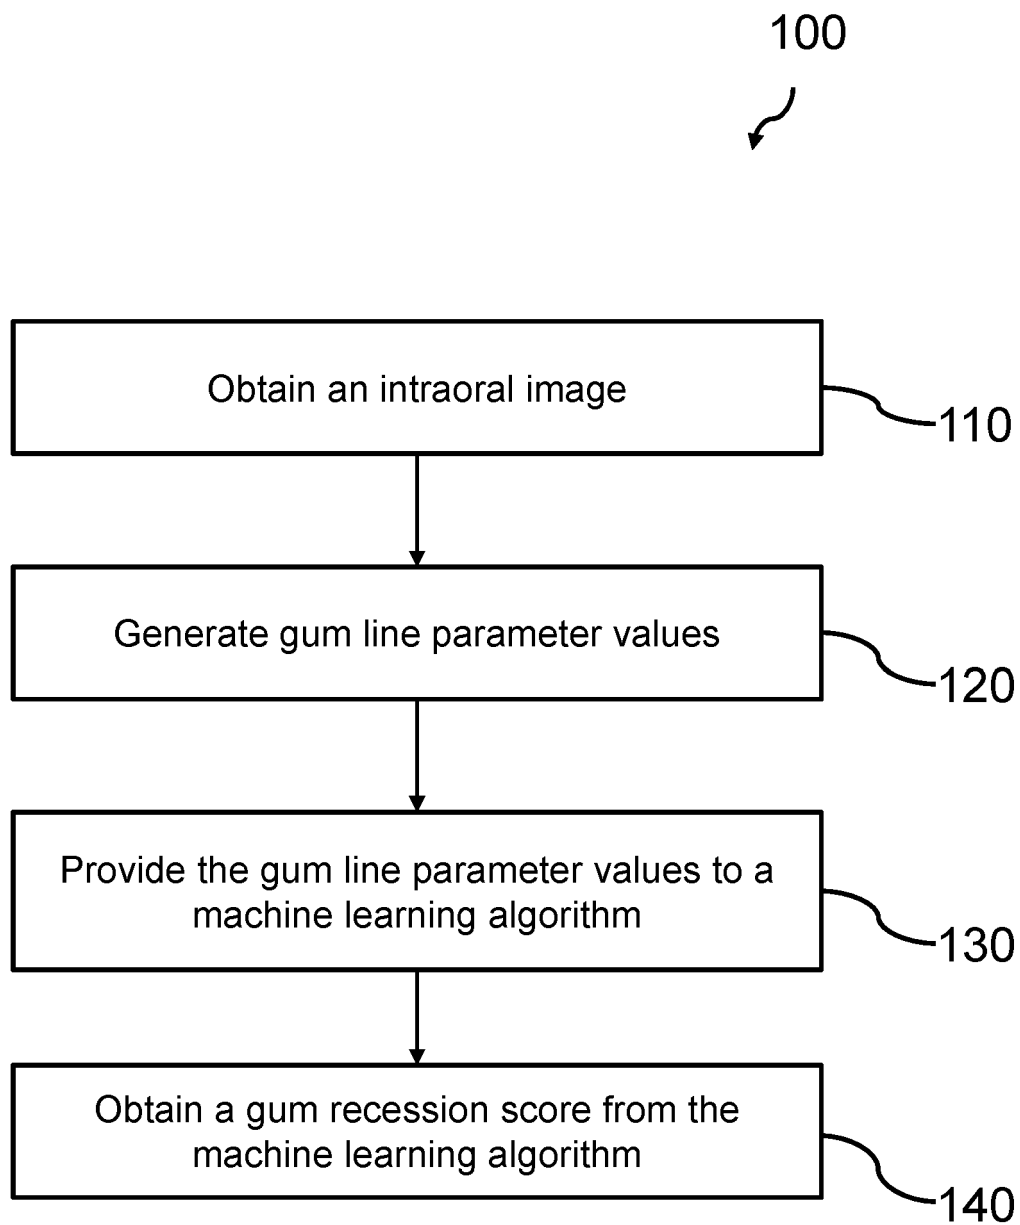 100
Obtain an intraoral image
110
Generate gum line parameter values
120
Provide the gum line parameter values to a
machine learning algorithm
130
Obtain a gum recession score from the
machine learning algorithm
140